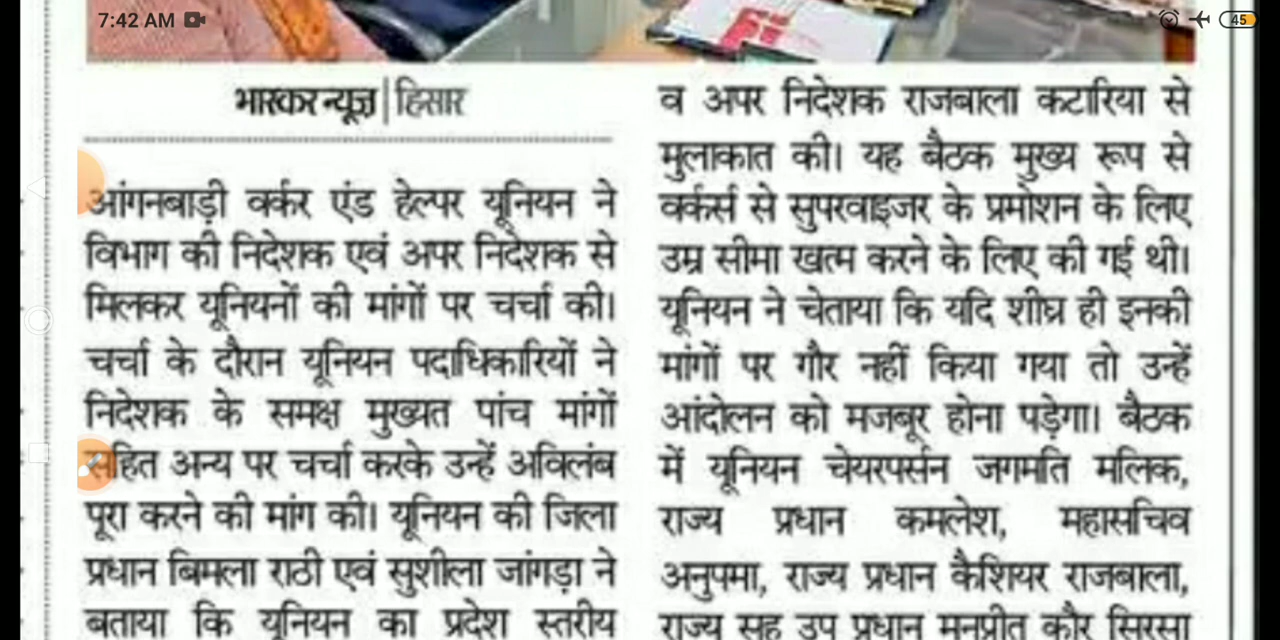 7:42 AM
45
भास्कर न्यूज़ | हिसार
आंगनबाड़ी वर्कर एंड हेल्पर यूनियन ने
विभाग की निदेशक एवं अपर निदेशक से
मिलकर यूनियनों की मांगों पर चर्चा की।
चर्चा के दौरान यूनियन पदाधिकारियों ने
निदेशक के समक्ष मुख्यत पांच मांगों
सहित अन्य पर चर्चा करके उन्हें अविलंब
पूरा करने की मांग की। यूनियन की जिला
प्रधान बिमला राठी एवं सुशीला जांगड़ा ने
बताया कि यूनियन का प्रदेश स्तरीय
व अपर निदेशक राजबाला कटारिया से
मुलाकात की। यह बैठक मुख्य रूप से
वर्कर्स से सुपरवाइजर के प्रमोशन के लिए
उम्र सीमा खत्म करने के लिए की गई थी।
यूनियन ने चेताया कि यदि शीघ्र ही इनकी
मांगों पर गौर नहीं किया गया तो उन्हें
आंदोलन को मजबूर होना पड़ेगा। बैठक
में यूनियन चेयरपर्सन जगमति मलिक,
राज्य प्रधान कमलेश, महासचिव
अनुपमा, राज्य प्रधान कैशियर राजबाला,
राज्य सह उप प्रधान मनप्रीत कौर सिरसा